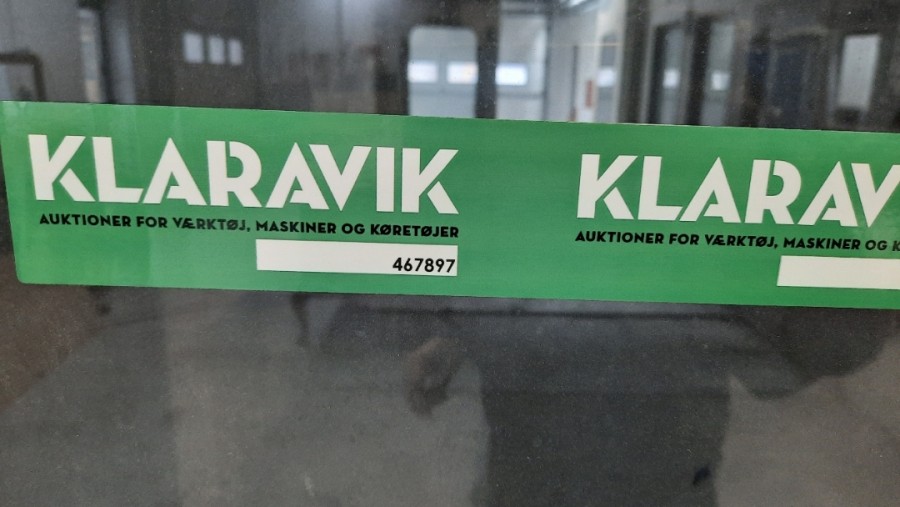 KLARAVIK
AUKTIONER FOR VÆRKTØJ, MASKINER OG KØRETØJER
467897
KLARAV
AUKTIONER FOR VÆRKTØJ, MASKINER OG K